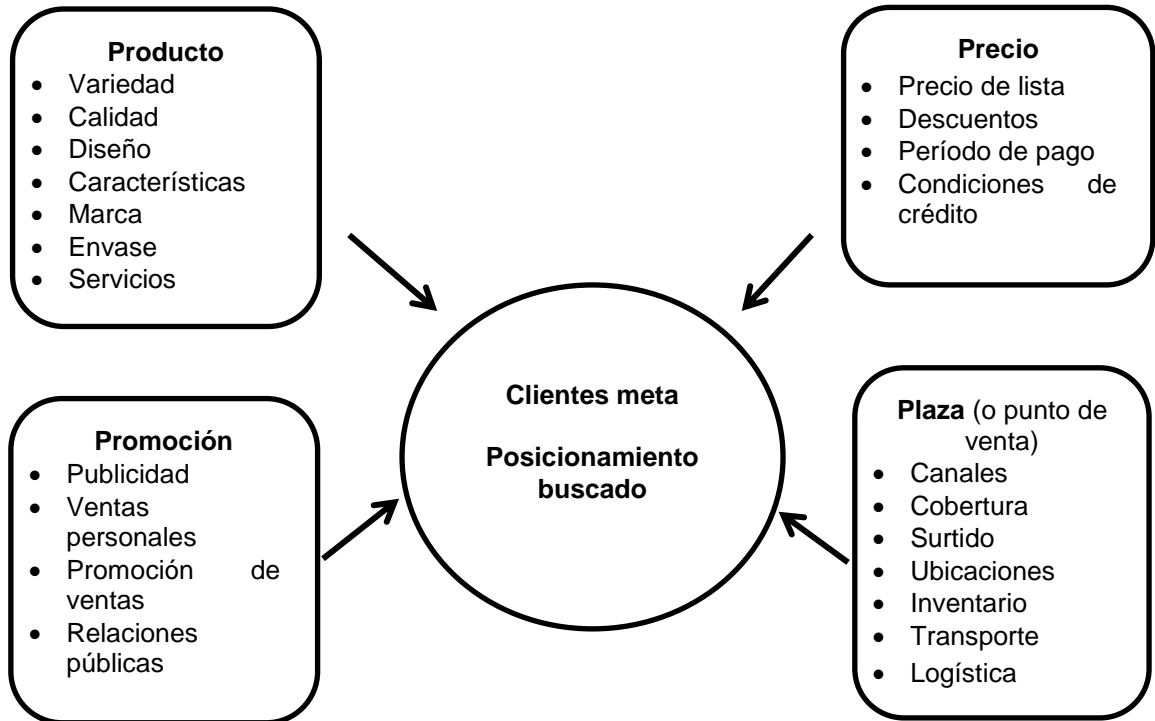 Producto
• Variedad
• Calidad
• Diseño
• Características
• Marca
• Envase
• Servicios
Precio
• Precio de lista
• Descuentos
• Período de pago
• Condiciones de
crédito
Clientes meta
Posicionamiento
buscado
Promoción
• Publicidad
• Ventas
personales
• Promoción de
ventas
• Relaciones
públicas
Plaza (o punto de
venta)
• Canales
• Cobertura
• Surtido
• Ubicaciones
• Inventario
• Transporte
• Logística